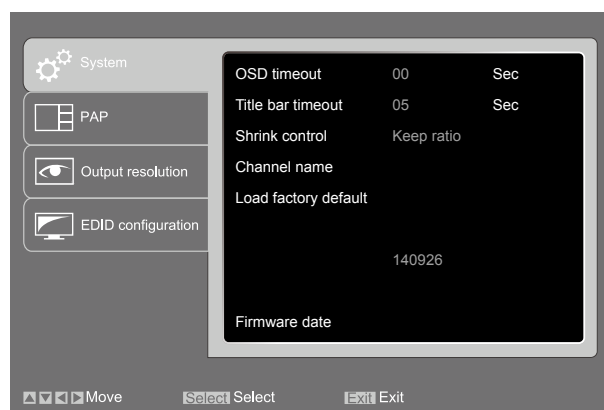 System
PAP
Output resolution
EDID configuration
OSD timeout 00 Sec
Title bar timeout 05 Sec
Shrink control Keep ratio
Channel name
Load factory default
140926
Firmware date
Move Select Select Exit Exit